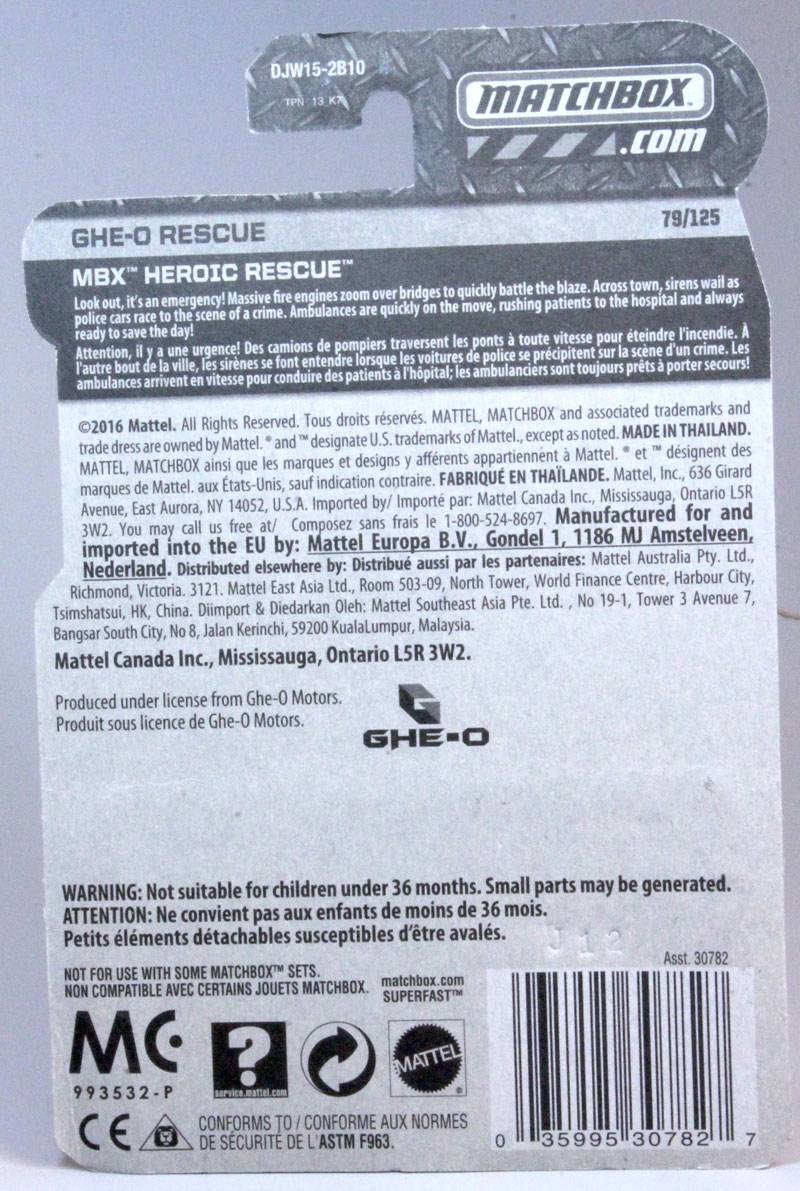 DJW15-2B10
TPN 13_K7
MATCHBOX
.com
GHE-O RESCUE
79/125
MBX™ HEROIC RESCUE™
Look out, it's an emergency! Massive fire engines zoom over bridges to quickly battle the blaze. Across town, sirens wail as
police cars race to the scene of a crime. Ambulances are quickly on the move, rushing patients to the hospital and always
ready to save the day!
Attention, il y a une urgence! Des camions de pompiers traversent les ponts à toute vitesse pour éteindre l'incendie. À
l'autre bout de la ville, les sirènes se font entendre lorsque les voitures de police se précipitent sur la scène d'un crime. Les
ambulances arrivent en vitesse pour conduire des patients à l'hôpital; les ambulanciers sont toujours prêts à porter secours!
©2016 Mattel. All Rights Reserved. Tous droits réservés. MATTEL, MATCHBOX and associated trademarks and
trade dress are owned by Mattel. ® and ™ designate U.S. trademarks of Mattel., except as noted. MADE IN THAILAND.
MATTEL, MATCHBOX ainsi que les marques et designs y afférents appartiennent à Mattel. ® et ™ désignent des
marques de Mattel. aux États-Unis, sauf indication contraire. FABRIQUÉ EN THAÏLANDE. Mattel, Inc., 636 Girard
Avenue, East Aurora, NY 14052, U.S.A. Imported by/ Importé par: Mattel Canada Inc., Mississauga, Ontario L5R
3W2. You may call us free at/ Composez sans frais le 1-800-524-8697. Manufactured for and
imported into the EU by: Mattel Europa B.V., Gondel 1, 1186 MJ Amstelveen,
Nederland. Distributed elsewhere by: Distribué aussi par les partenaires: Mattel Australia Pty. Ltd.,
Richmond, Victoria. 3121. Mattel East Asia Ltd., Room 503-09, North Tower, World Finance Centre, Harbour City,
Tsimshatsui, HK, China. Diimport & Diedarkan Oleh: Mattel Southeast Asia Pte. Ltd. , No 19-1, Tower 3 Avenue 7,
Bangsar South City, No 8, Jalan Kerinchi, 59200 KualaLumpur, Malaysia.
Mattel Canada Inc., Mississauga, Ontario L5R 3W2.
Produced under license from Ghe-O Motors.
Produit sous licence de Ghe-O Motors.
GHE-O
WARNING: Not suitable for children under 36 months. Small parts may be generated.
ATTENTION: Ne convient pas aux enfants de moins de 36 mois.
Petits éléments détachables susceptibles d'être avalés.
J12
Asst. 30782
NOT FOR USE WITH SOME MATCHBOX™ SETS.
NON COMPATIBLE AVEC CERTAINS JOUETS MATCHBOX.
matchbox.com
SUPERFAST™
MC
993532-P
?
service.mattel.com
MATTEL
®
CE
CONFORMS TO / CONFORME AUX NORMES
DE SÉCURITÉ DE L'ASTM F963.
0 35995 30782 7